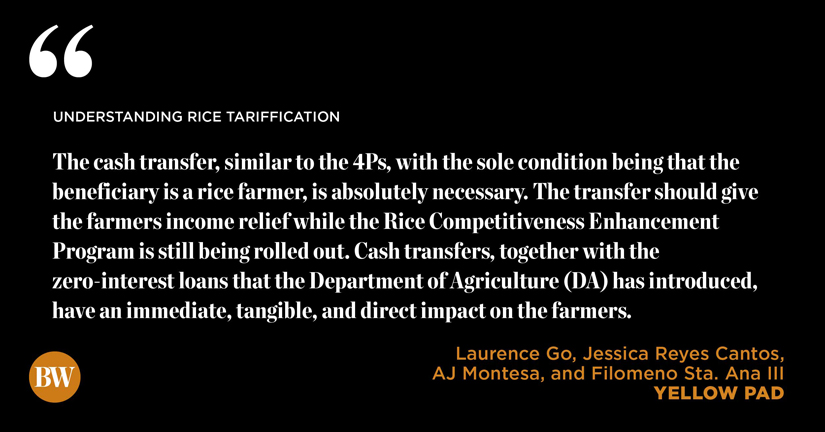 “
UNDERSTANDING RICE TARIFFICATION
The cash transfer, similar to the 4Ps, with the sole condition being that the
beneficiary is a rice farmer, is absolutely necessary. The transfer should give
the farmers income relief while the Rice Competitiveness Enhancement
Program is still being rolled out. Cash transfers, together with the
zero-interest loans that the Department of Agriculture (DA) has introduced,
have an immediate, tangible, and direct impact on the farmers.
Laurence Go, Jessica Reyes Cantos,
AJ Montesa, and Filomeno Sta. Ana III
YELLOW PAD
BW